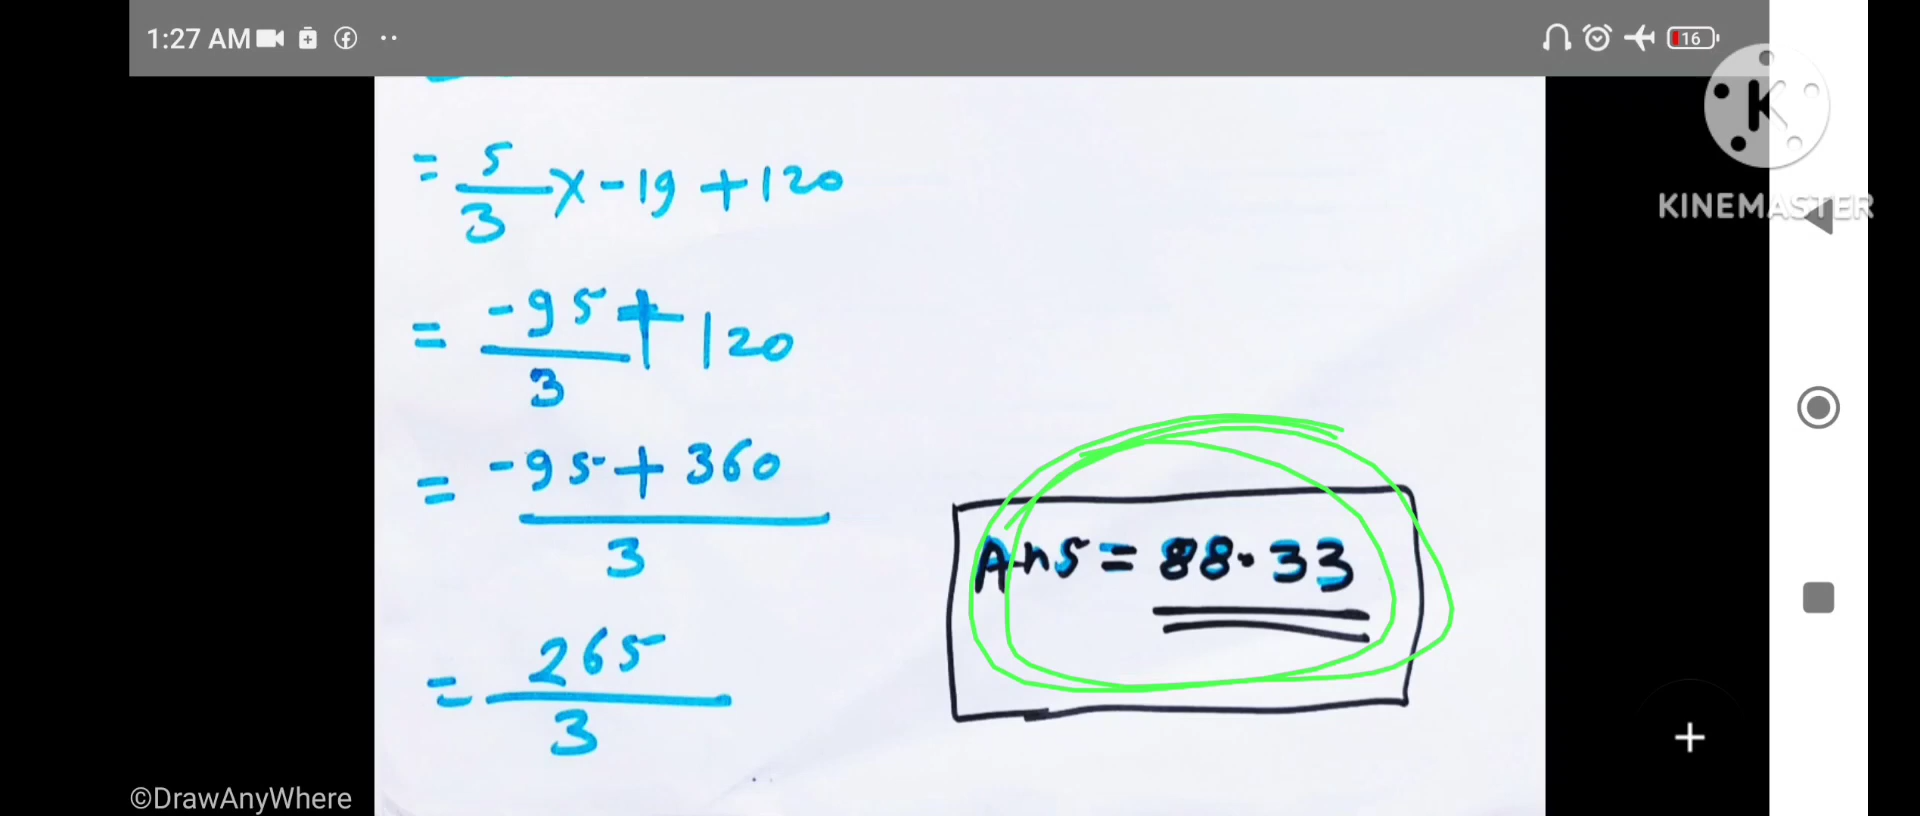 1:27 AM
16
K
KINEMASTER
= 5/3 x -19 + 120
= -95/3 + 120
= -95 + 360 / 3
= 265/3
Ans = 88.33
©DrawAnyWhere